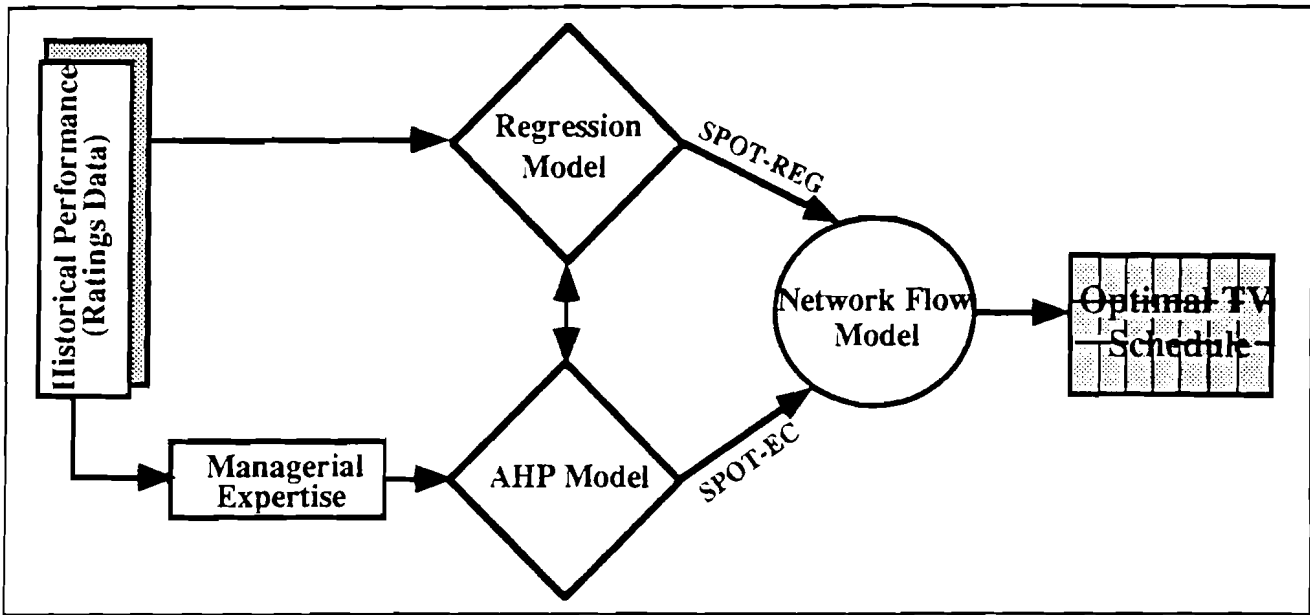 Historical Performance
(Ratings Data)
Regression
Model
SPOT-REG
Managerial
Expertise
AHP Model
SPOT-EC
Network Flow
Model
Optimal TV
Schedule